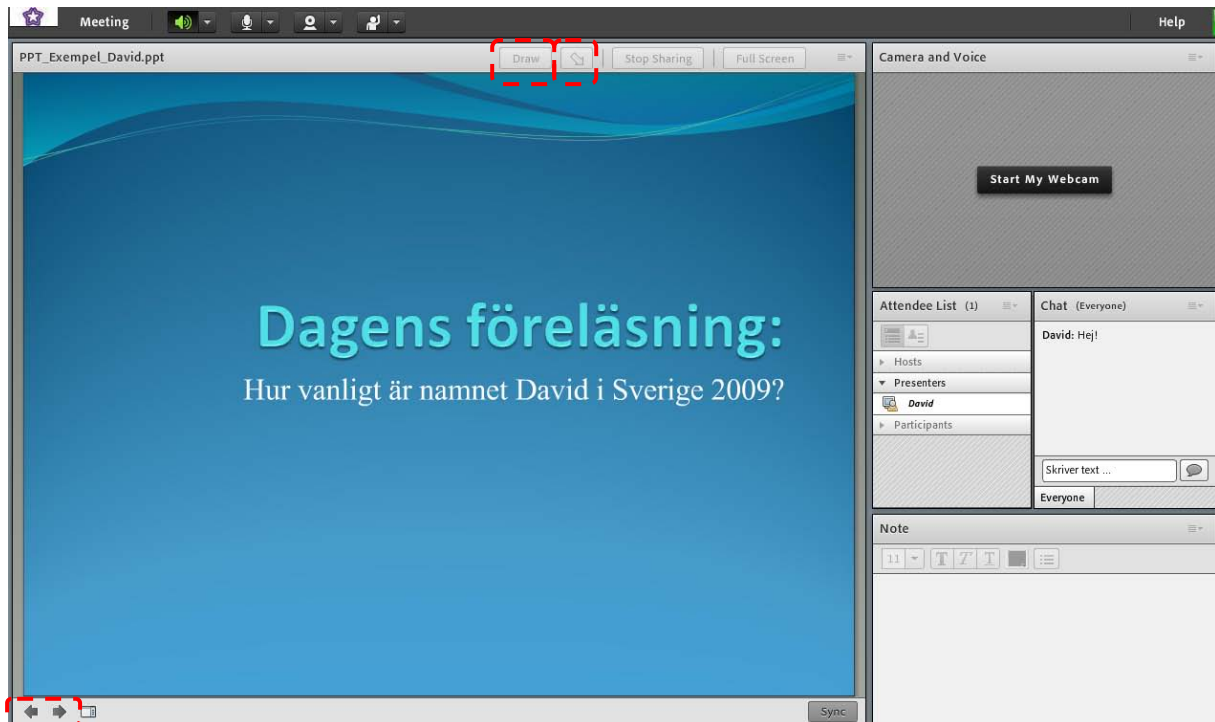 Meeting
Help
PPT_Exempel_David.ppt
Draw
Stop Sharing
Full Screen
Dagens föreläsning:
Hur vanligt är namnet David i Sverige 2009?
Sync
Camera and Voice
Start My Webcam
Attendee List (1)
Hosts
Presenters
David
Participants
Chat (Everyone)
David: Hej!
Skriver text ...
Everyone
Note
11 T T T